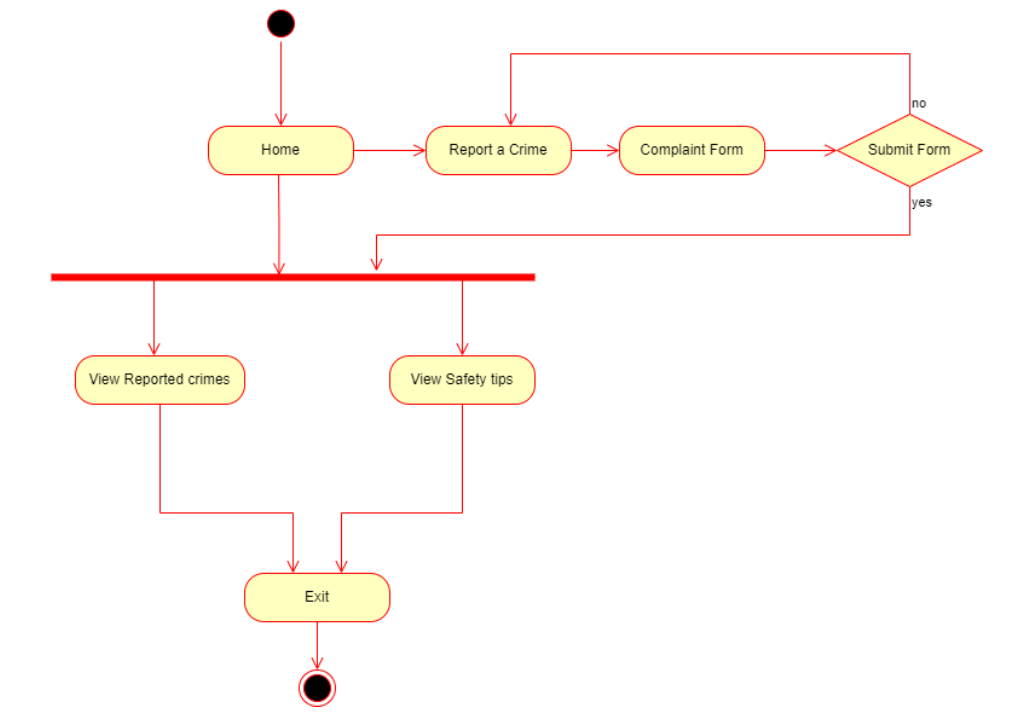 no
Home
Report a Crime
Complaint Form
Submit Form
yes
View Reported crimes
View Safety tips
Exit